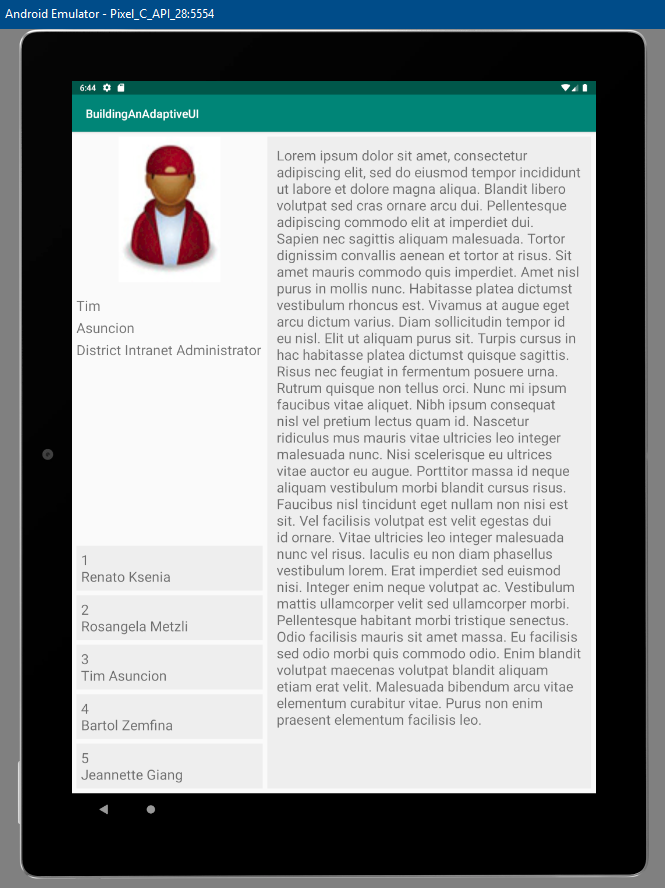 Android Emulator - Pixel_C_API_28:5554
6:44
BuildingAnAdaptiveUI
Tim
Asuncion
District Intranet Administrator
1
Renato Ksenia
2
Rosangela Metzli
3
Tim Asuncion
4
Bartol Zemfina
5
Jeannette Giang
Lorem ipsum dolor sit amet, consectetur
adipiscing elit, sed do eiusmod tempor incididunt
ut labore et dolore magna aliqua. Blandit libero
volutpat sed cras ornare arcu dui. Pellentesque
adipiscing commodo elit at imperdiet dui.
Sapien nec sagittis aliquam malesuada. Tortor
dignissim convallis aenean et tortor at risus. Sit
amet mauris commodo quis imperdiet. Amet nisl
purus in mollis nunc. Habitasse platea dictumst
vestibulum rhoncus est. Vivamus at augue eget
arcu dictum varius. Diam sollicitudin tempor id
eu nisl. Elit ut aliquam purus sit. Turpis cursus in
hac habitasse platea dictumst quisque sagittis.
Risus nec feugiat in fermentum posuere urna.
Rutrum quisque non tellus orci. Nunc mi ipsum
faucibus vitae aliquet. Nibh ipsum consequat
nisl vel pretium lectus quam id. Nascetur
ridiculus mus mauris vitae ultricies leo integer
malesuada nunc. Nisi scelerisque eu ultrices
vitae auctor eu augue. Porttitor massa id neque
aliquam vestibulum morbi blandit cursus risus.
Faucibus nisl tincidunt eget nullam non nisi est
sit. Vel facilisis volutpat est velit egestas dui
id ornare. Vitae ultricies leo integer malesuada
nunc vel risus. Iaculis eu non diam phasellus
vestibulum lorem. Erat imperdiet sed euismod
nisi. Integer enim neque volutpat ac. Vestibulum
mattis ullamcorper velit sed ullamcorper morbi.
Pellentesque habitant morbi tristique senectus.
Odio facilisis mauris sit amet massa. Eu facilisis
sed odio morbi quis commodo odio. Enim blandit
volutpat maecenas volutpat blandit aliquam
etiam erat velit. Malesuada bibendum arcu vitae
elementum curabitur vitae. Purus non enim
praesent elementum facilisis leo.